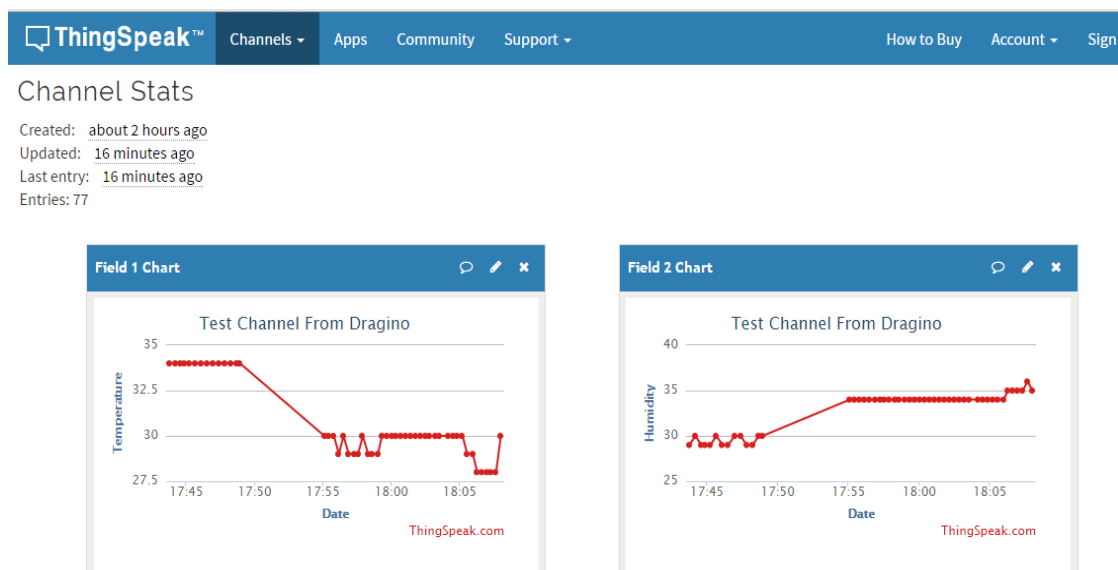 ThingSpeak™ Channels Apps Community Support How to Buy Account Sign
Channel Stats
Created: about 2 hours ago
Updated: 16 minutes ago
Last entry: 16 minutes ago
Entries: 77
Field 1 Chart
Test Channel From Dragino
35
32.5
30
27.5
Temperature
17:45 17:50 17:55 18:00 18:05
Date
ThingSpeak.com
Field 2 Chart
Test Channel From Dragino
40
35
30
25
Humidity
17:45 17:50 17:55 18:00 18:05
Date
ThingSpeak.com